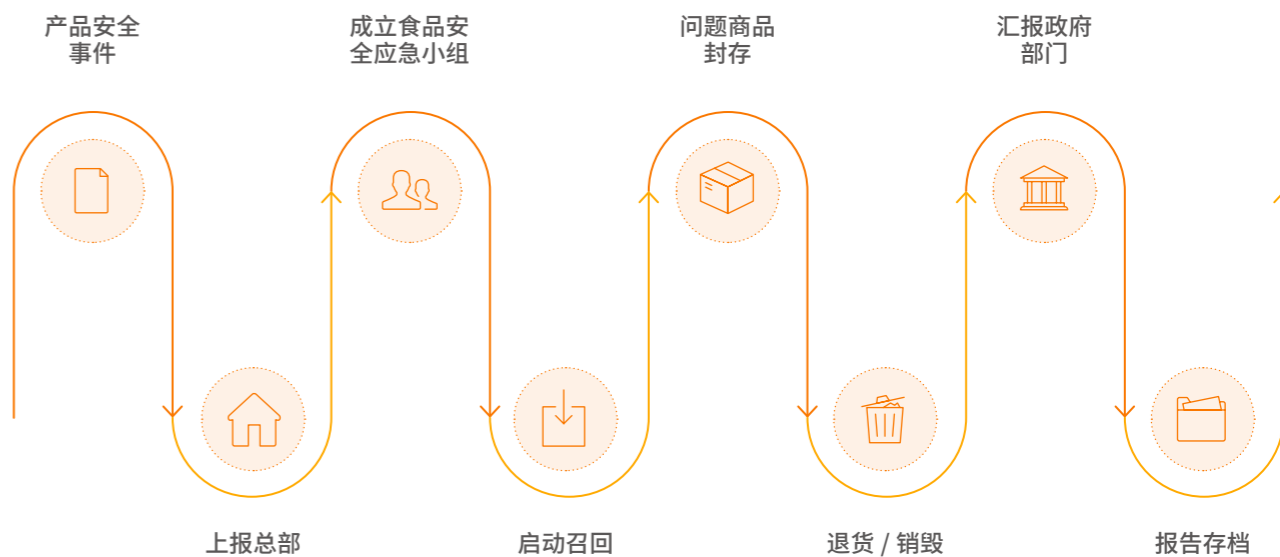 产品安全
事件
上报总部
成立食品安
全应急小组
启动召回
问题商品
封存
退货 / 销毁
汇报政府
部门
报告存档